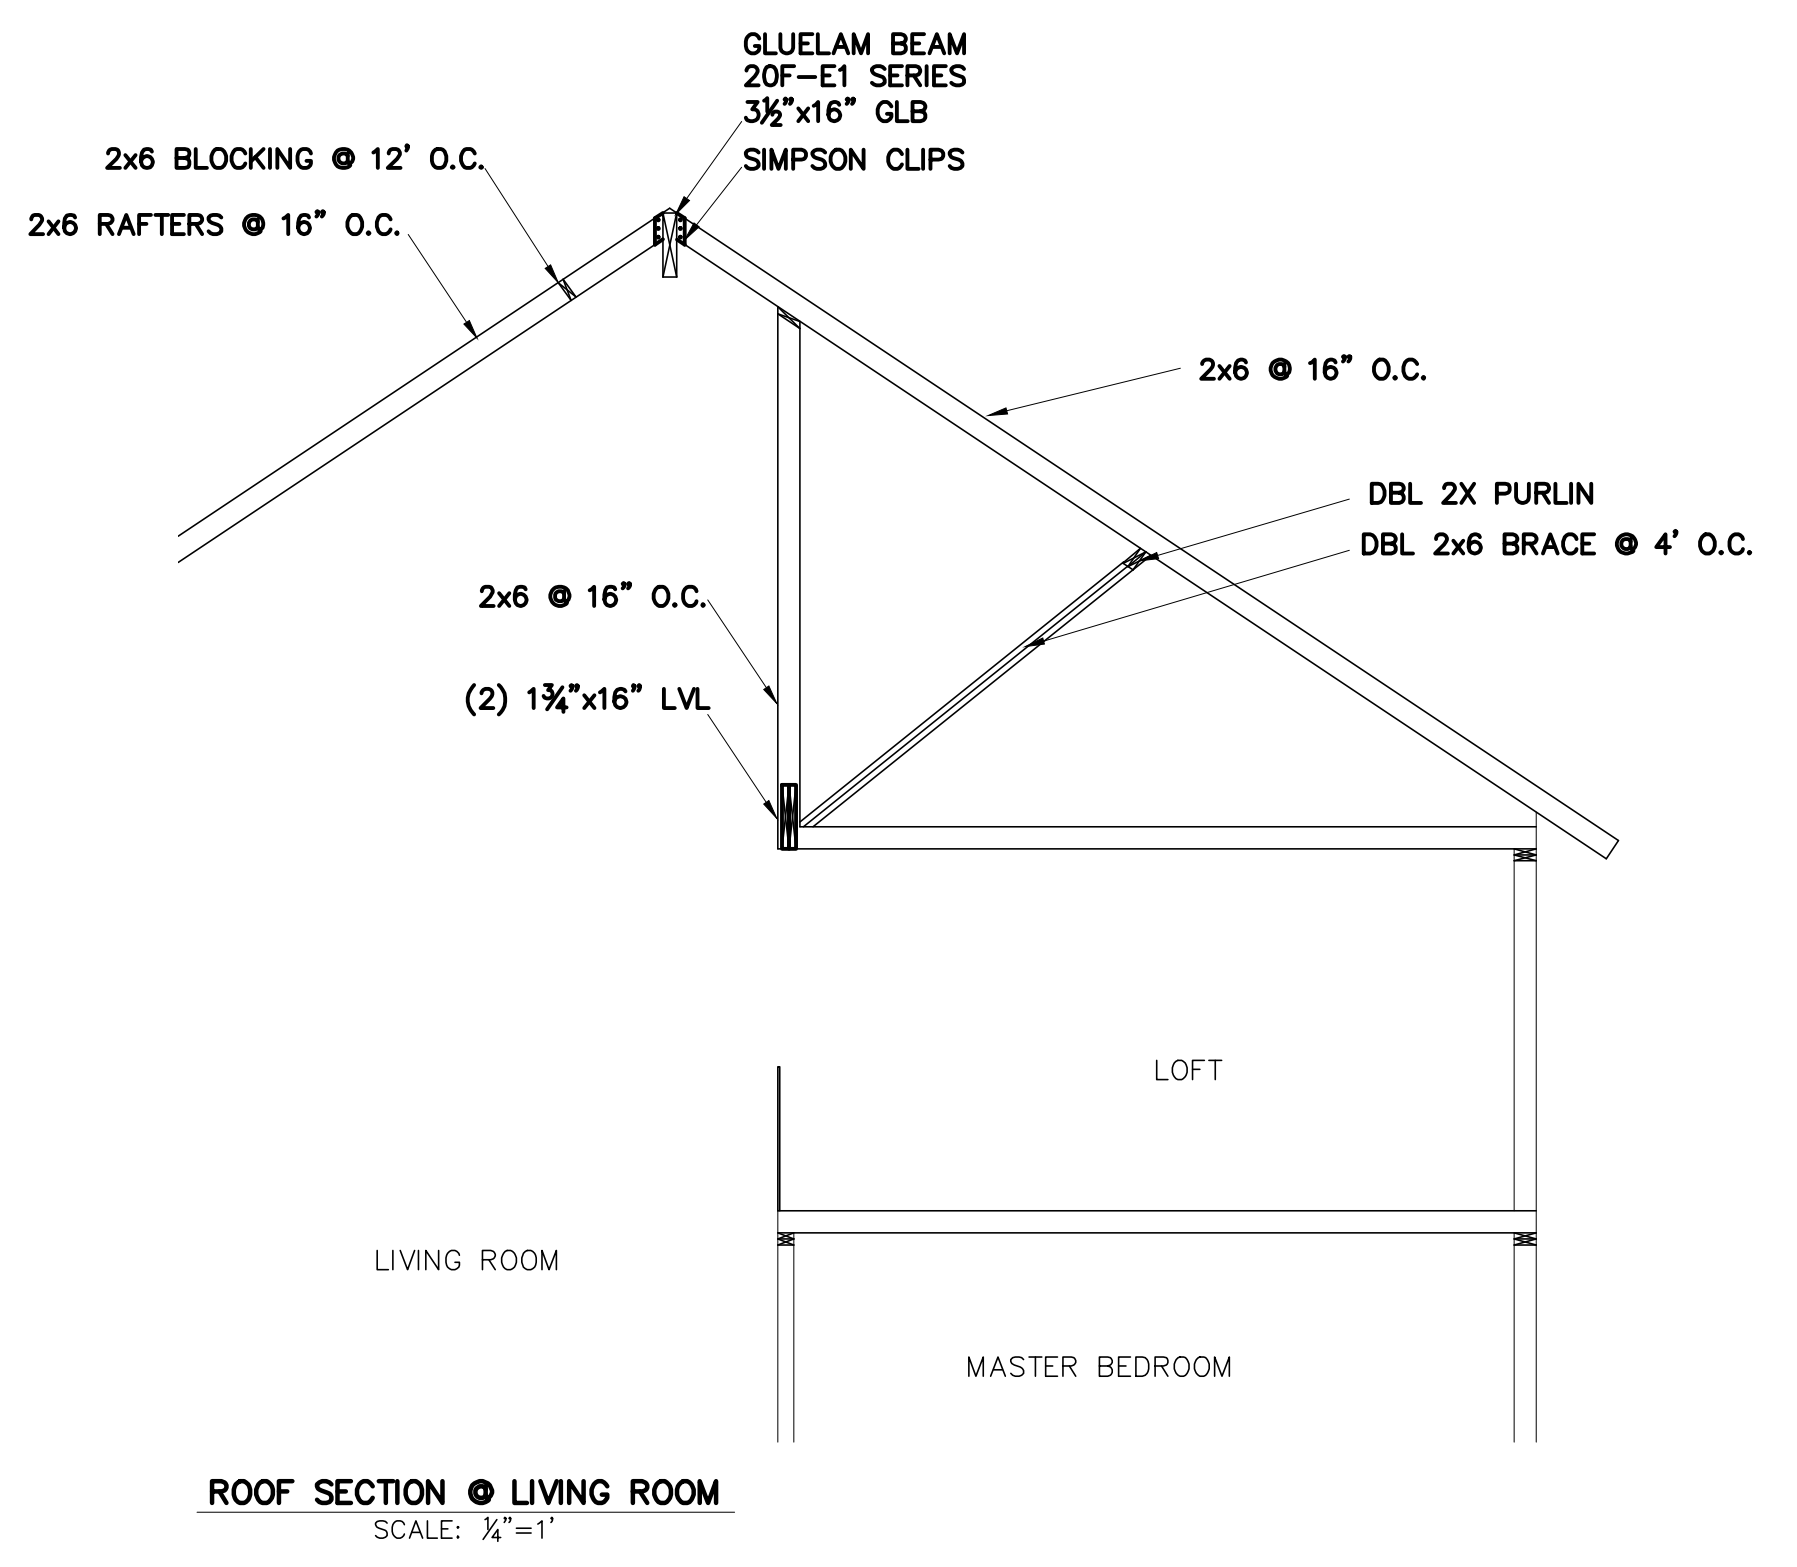 GLUELAM BEAM
20F-E1 SERIES
3½"x16" GLB
SIMPSON CLIPS
2x6 BLOCKING @ 12' O.C.
2x6 RAFTERS @ 16" O.C.
2x6 @ 16" O.C.
DBL 2X PURLIN
DBL 2x6 BRACE @ 4' O.C.
2x6 @ 16" O.C.
(2) 1¾"x16" LVL
LOFT
LIVING ROOM
MASTER BEDROOM
ROOF SECTION @ LIVING ROOM
SCALE: ¼"=1'